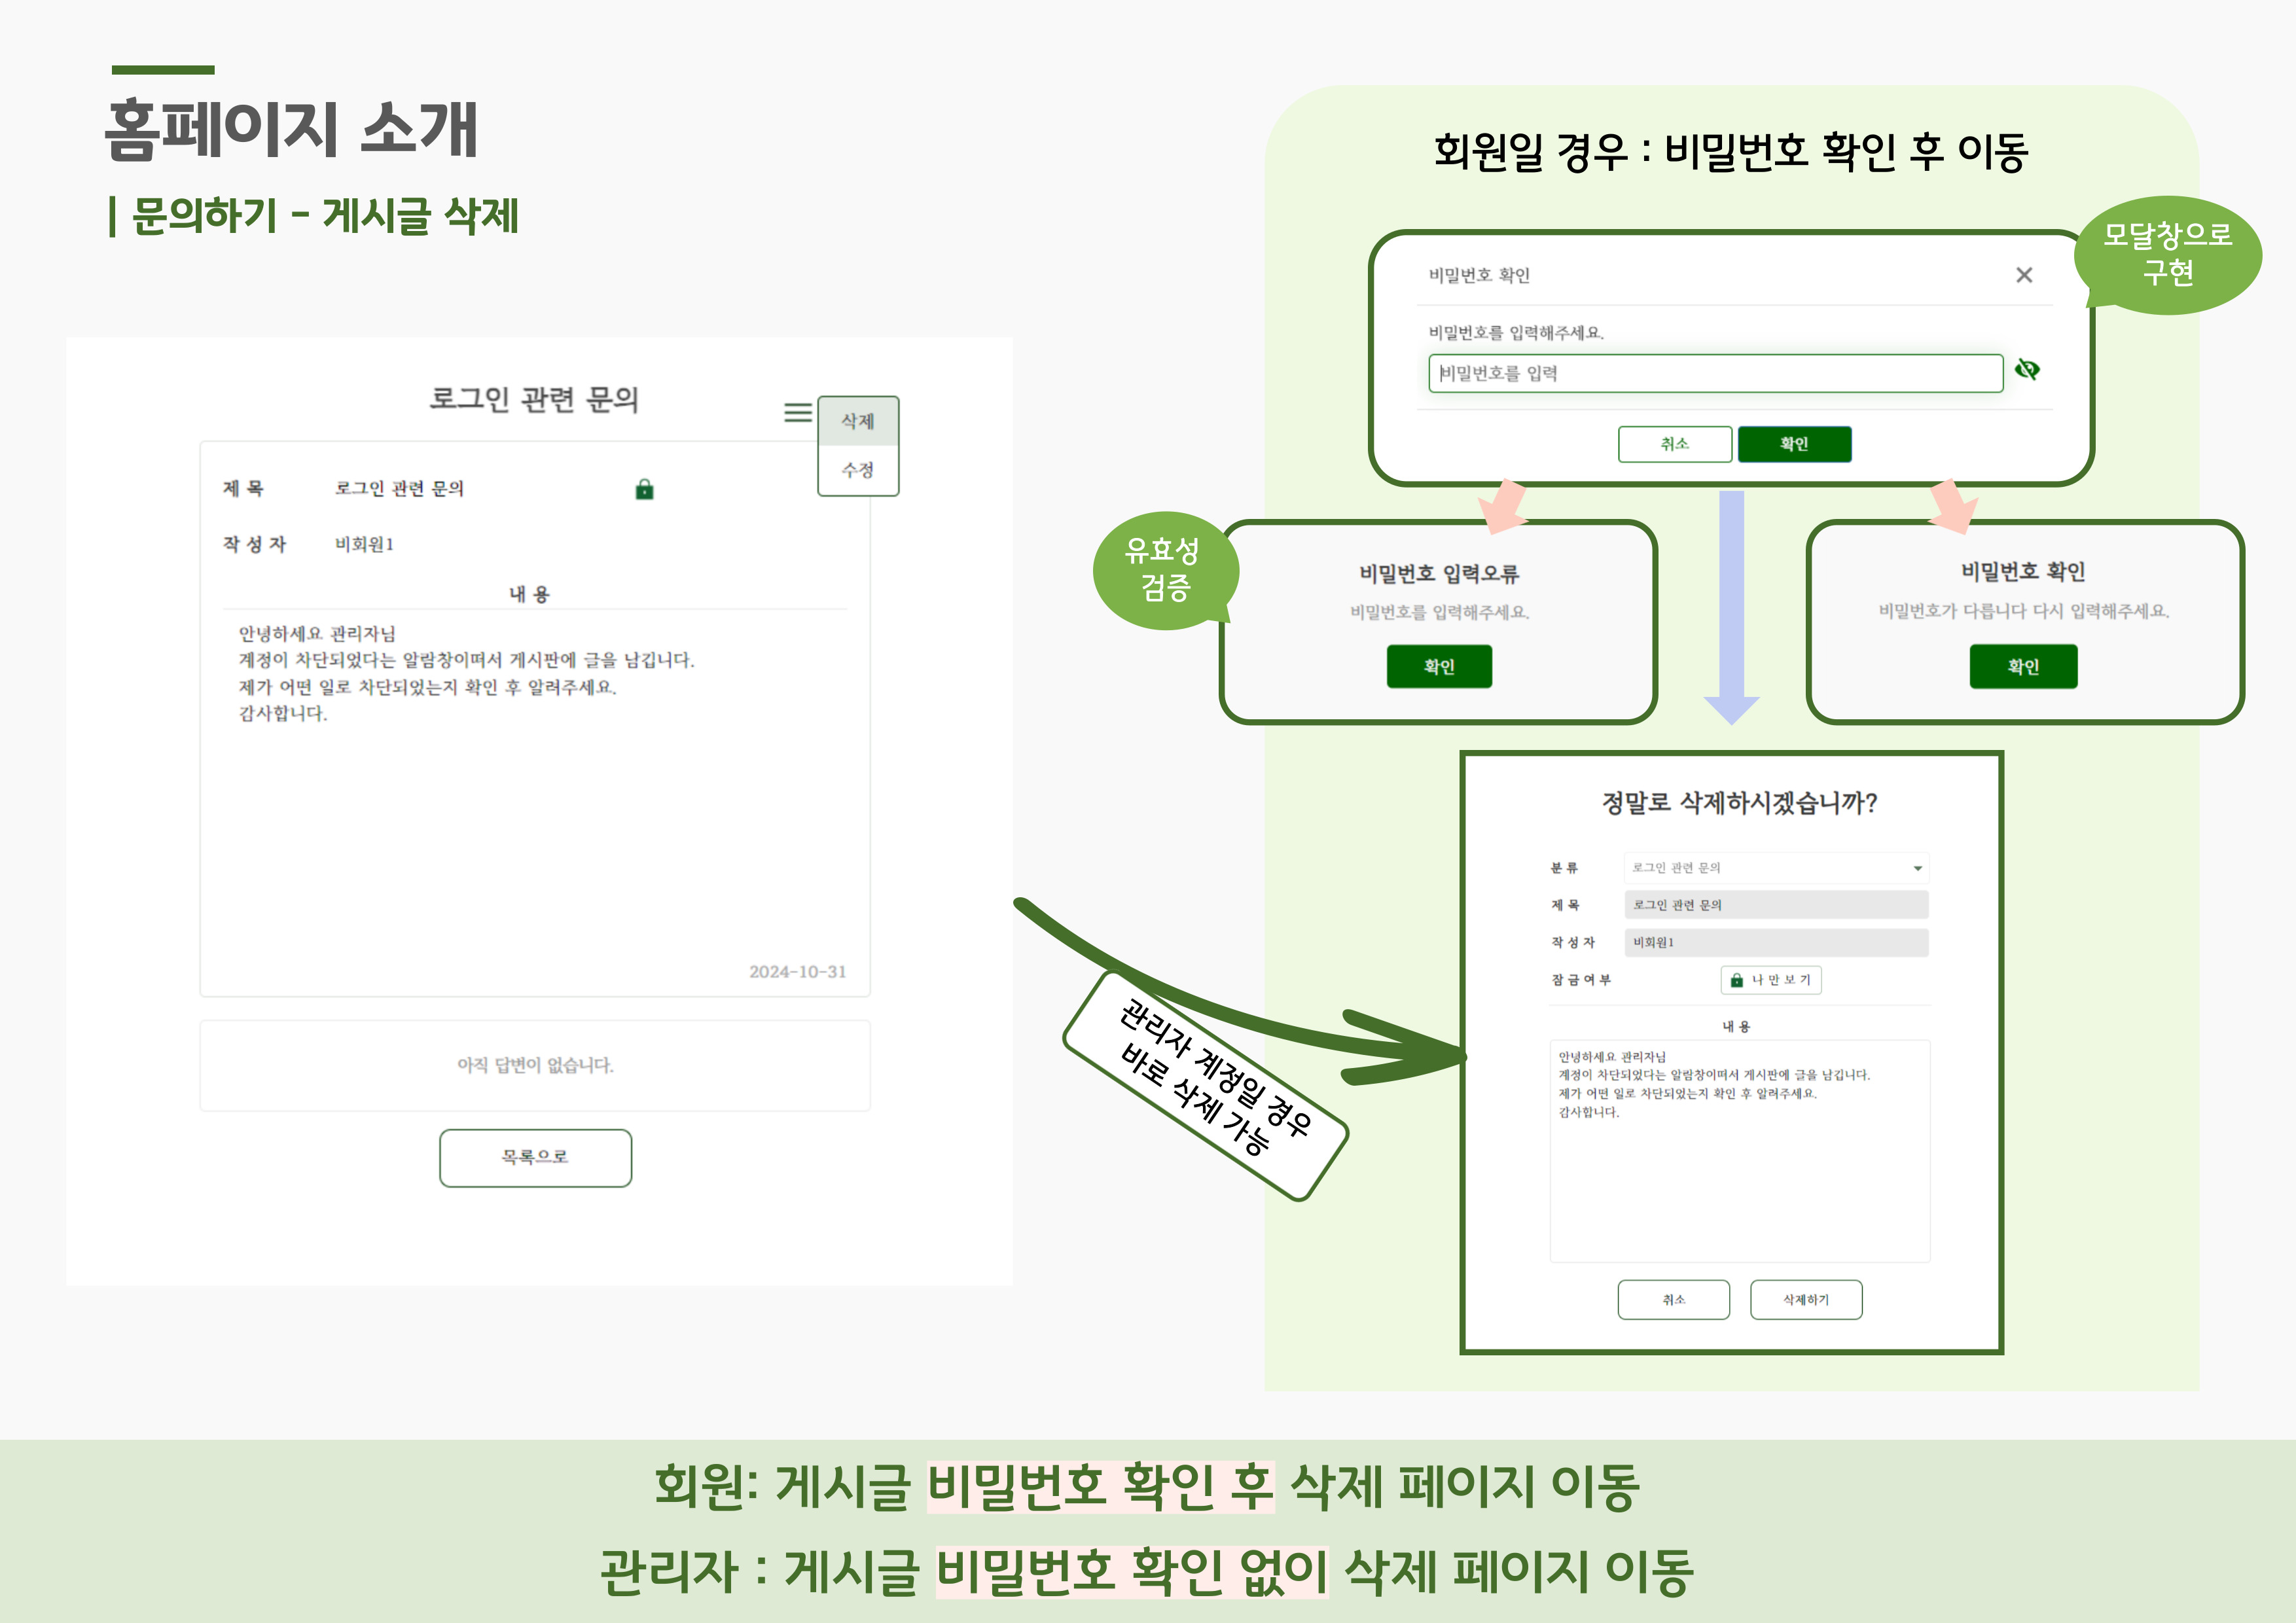 홈페이지 소개
| 문의하기 - 게시글 삭제
로그인 관련 문의
삭제
수정
제 목 로그인 관련 문의
작 성 자 비회원1
내 용
안녕하세요 관리자님
계정이 차단되었다는 알람창이떠서 게시판에 글을 남깁니다.
제가 어떤 일로 차단되었는지 확인 후 알려주세요.
감사합니다.
2024-10-31
아직 답변이 없습니다.
목록으로
관리자 계정일 경우
바로 삭제 가능
회원일 경우 : 비밀번호 확인 후 이동
모달창으로
구현
비밀번호 확인
비밀번호를 입력해주세요.
비밀번호를 입력
취소 확인
유효성
검증
비밀번호 입력오류
비밀번호를 입력해주세요.
확인
비밀번호 확인
비밀번호가 다릅니다 다시 입력해주세요.
확인
정말로 삭제하시겠습니까?
분 류 로그인 관련 문의
제 목 로그인 관련 문의
작 성 자 비회원1
잠 금 여 부 나 만 보 기
내 용
안녕하세요 관리자님
계정이 차단되었다는 알람창이떠서 게시판에 글을 남깁니다.
제가 어떤 일로 차단되었는지 확인 후 알려주세요.
감사합니다.
취소 삭제하기
회원: 게시글 비밀번호 확인 후 삭제 페이지 이동
관리자 : 게시글 비밀번호 확인 없이 삭제 페이지 이동